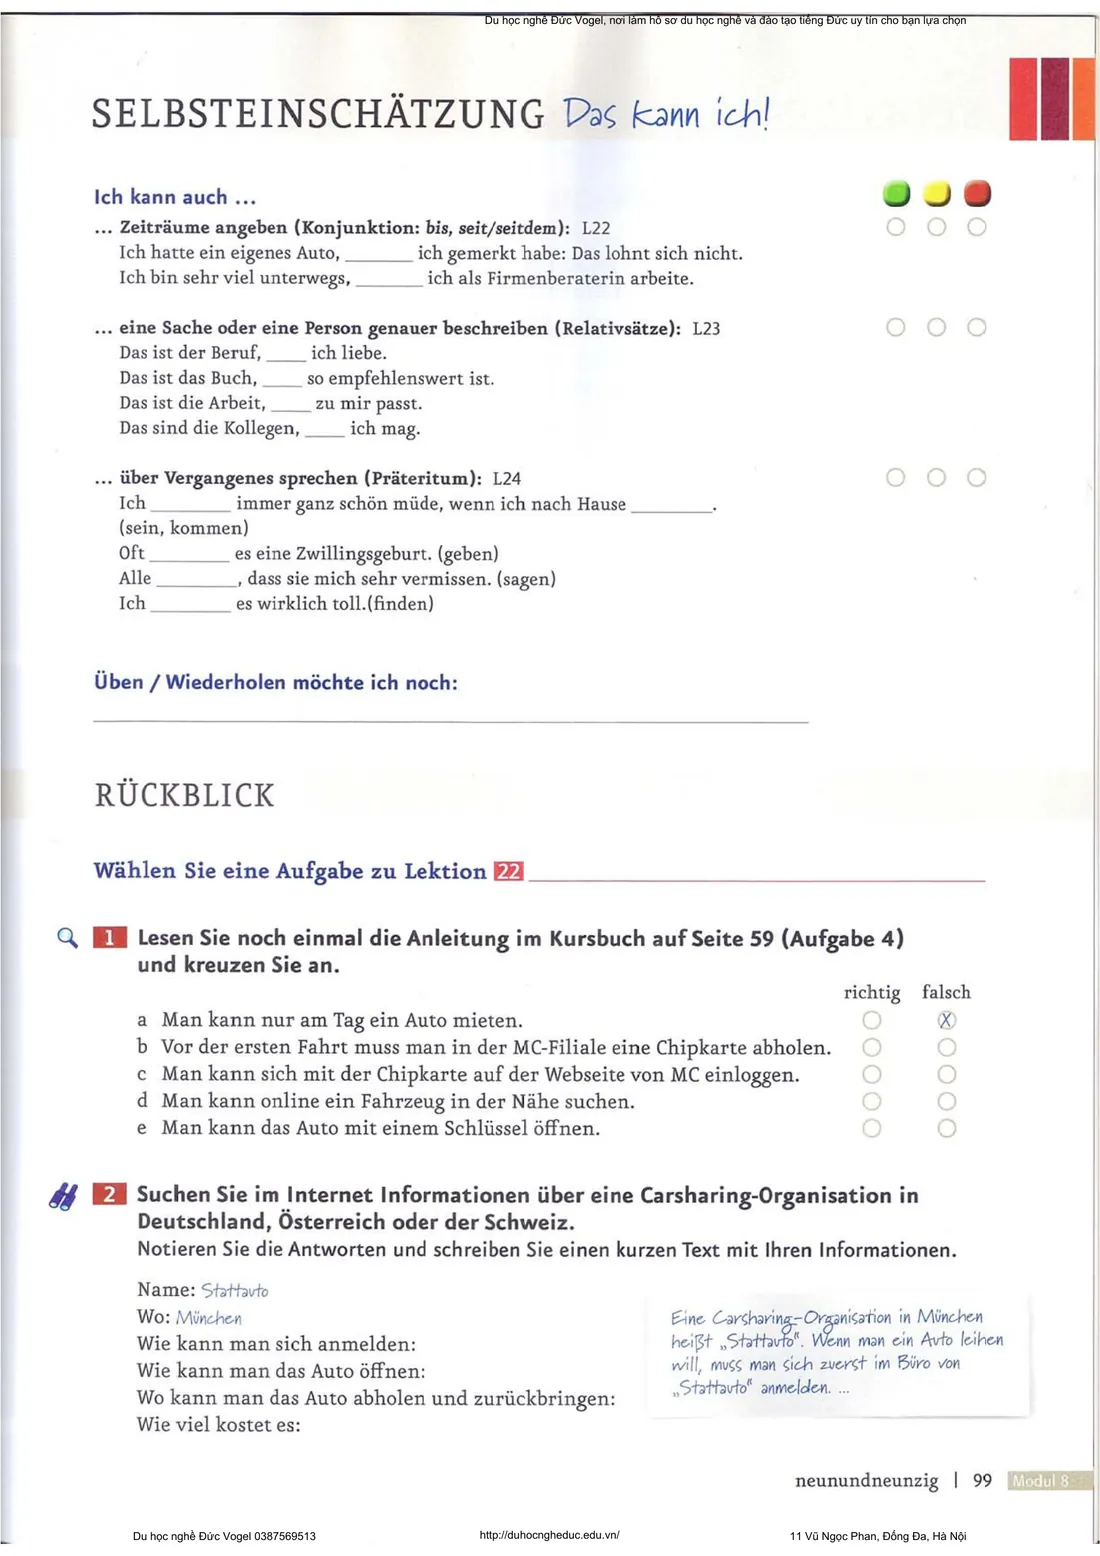 Du học nghề Đức Vogel, nơi làm hồ sơ du học nghề và đào tạo tiếng Đức uy tín cho bạn lựa chọn
SELBSTEINSCHÄTZUNG Das kann ich!
Ich kann auch ...
... Zeiträume angeben (Konjunktion: bis, seit/seitdem): L22
Ich hatte ein eigenes Auto, _______ ich gemerkt habe: Das lohnt sich nicht.
Ich bin sehr viel unterwegs, _______ ich als Firmenberaterin arbeite.
... eine Sache oder eine Person genauer beschreiben (Relativsätze): L23
Das ist der Beruf, ____ ich liebe.
Das ist das Buch, ____ so empfehlenswert ist.
Das ist die Arbeit, ____ zu mir passt.
Das sind die Kollegen, ____ ich mag.
... über Vergangenes sprechen (Präteritum): L24
Ich ________ immer ganz schön müde, wenn ich nach Hause ________.
(sein, kommen)
Oft ________ es eine Zwillingsgeburt. (geben)
Alle ________, dass sie mich sehr vermissen. (sagen)
Ich ________ es wirklich toll.(finden)
Üben / Wiederholen möchte ich noch:
RÜCKBLICK
Wählen Sie eine Aufgabe zu Lektion 22
1 Lesen Sie noch einmal die Anleitung im Kursbuch auf Seite 59 (Aufgabe 4)
und kreuzen Sie an.
richtig falsch
a Man kann nur am Tag ein Auto mieten. X
b Vor der ersten Fahrt muss man in der MC-Filiale eine Chipkarte abholen.
c Man kann sich mit der Chipkarte auf der Webseite von MC einloggen.
d Man kann online ein Fahrzeug in der Nähe suchen.
e Man kann das Auto mit einem Schlüssel öffnen.
2 Suchen Sie im Internet Informationen über eine Carsharing-Organisation in
Deutschland, Österreich oder der Schweiz.
Notieren Sie die Antworten und schreiben Sie einen kurzen Text mit Ihren Informationen.
Name: Stattauto
Wo: München
Wie kann man sich anmelden:
Wie kann man das Auto öffnen:
Wo kann man das Auto abholen und zurückbringen:
Wie viel kostet es:
Eine Carsharing-Organisation in München
heißt „Stattauto“. Wenn man ein Auto leihen
will, muss man sich zuerst im Büro von
„Stattauto“ anmelden. ...
neunundneunzig | 99 Modul 8
Du học nghề Đức Vogel 0387569513 http://duhocngheduc.edu.vn/ 11 Vũ Ngọc Phan, Đống Đa, Hà Nội